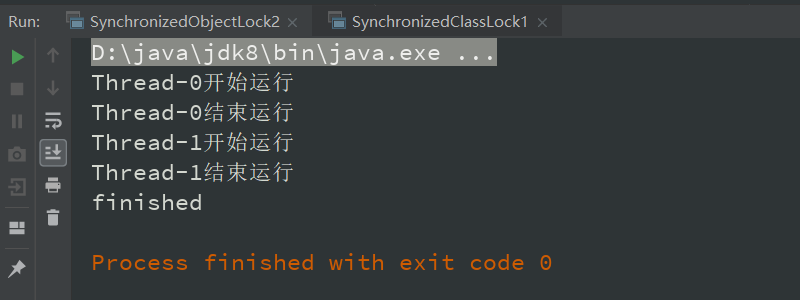 Run: SynchronizedObjectLock2 × SynchronizedClassLock1 ×
D:\java\jdk8\bin\java.exe ...
Thread-0开始运行
Thread-0结束运行
Thread-1开始运行
Thread-1结束运行
finished
Process finished with exit code 0